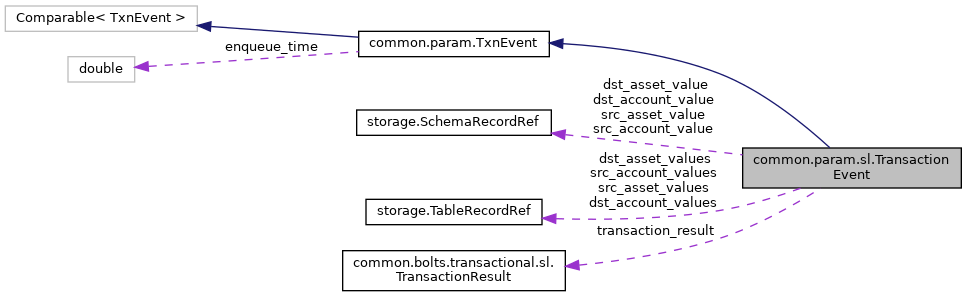 Comparable< TxnEvent >
common.param.TxnEvent
enqueue_time
double
dst_asset_value
dst_account_value
src_asset_value
src_account_value
storage.SchemaRecordRef
common.param.sl.Transaction
Event
dst_asset_values
src_account_values
src_asset_values
dst_account_values
storage.TableRecordRef
transaction_result
common.bolts.transactional.sl.
TransactionResult